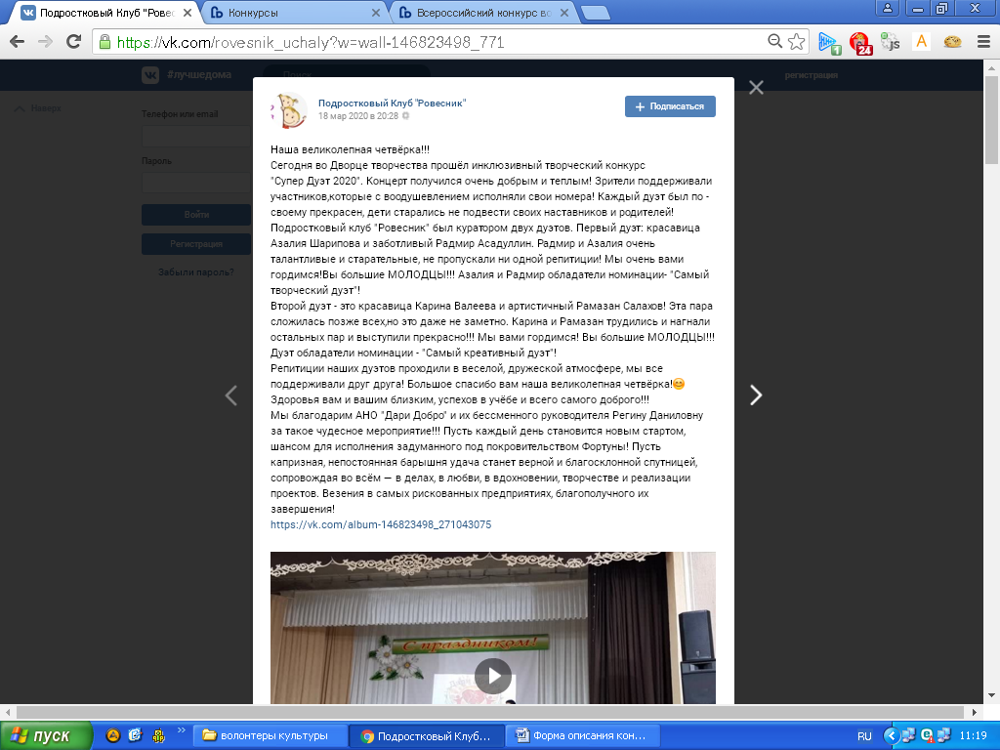 Подростковый Клуб "Ровес
Конкурсы
Всероссийский конкурс во
https://vk.com/rovesnik_uchaly?w=wall-146823498_771
24
js
A
#лучшедома
Поиск
регистрация
Наверх
Телефон или email
Пароль
Войти
Регистрация
Забыли пароль?
Подростковый Клуб "Ровесник"
18 мар 2020 в 20:28
Подписаться
Наша великолепная четвёрка!!!
Сегодня во Дворце творчества прошёл инклюзивный творческий конкурс
"Супер Дуэт 2020". Концерт получился очень добрым и теплым! Зрители поддерживали
участников,которые с воодушевлением исполняли свои номера! Каждый дуэт был по -
своему прекрасен, дети старались не подвести своих наставников и родителей!
Подростковый клуб "Ровесник" был куратором двух дуэтов. Первый дуэт: красавица
Азалия Шарипова и заботливый Радмир Асадуллин. Радмир и Азалия очень
талантливые и старательные, не пропускали ни одной репитиции! Мы очень вами
гордимся!Вы большие МОЛОДЦЫ!!! Азалия и Радмир обладатели номинации- "Самый
творческий дуэт"!
Второй дуэт - это красавица Карина Валеева и артистичный Рамазан Салахов! Эта пара
сложилась позже всех,но это даже не заметно. Карина и Рамазан трудились и нагнали
остальных пар и выступили прекрасно!!! Мы вами гордимся! Вы большие МОЛОДЦЫ!!!
Дуэт обладатели номинации - "Самый креативный дуэт"!
Репитиции наших дуэтов проходили в веселой, дружеской атмосфере, мы все
поддерживали друг друга! Большое спасибо вам наша великолепная четвёрка!😊
Здоровья вам и вашим близким, успехов в учёбе и всего самого доброго!!!
Мы благодарим АНО "Дари Добро" и их бессменного руководителя Регину Даниловну
за такое чудесное мероприятие!!! Пусть каждый день становится новым стартом,
шансом для исполнения задуманного под покровительством Фортуны! Пусть
капризная, непостоянная барышня удача станет верной и благосклонной спутницей,
сопровождая во всём — в делах, в любви, в вдохновении, творчестве и реализации
проектов. Везения в самых рискованных предприятиях, благополучного их
завершения!
https://vk.com/album-146823498_271043075
С праздником!
пуск
волонтеры культуры
Подростковый Клуб...
Форма описания кон...
RU
11:19